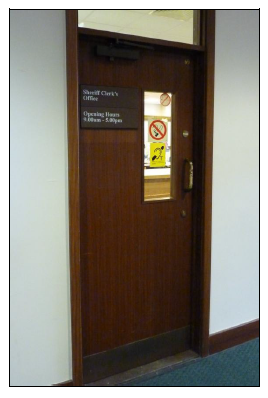 Sheriff Clerk's
Office
Opening Hours
9.00am - 5.00pm